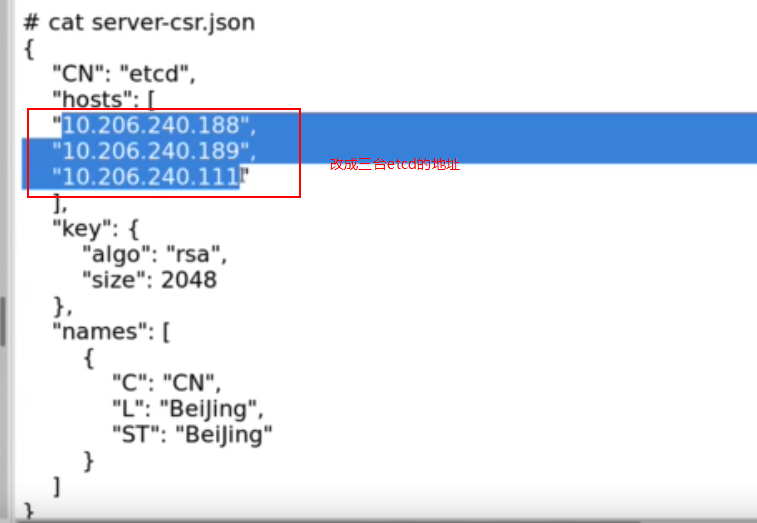 # cat server-csr.json
{
"CN": "etcd",
"hosts": [
"10.206.240.188",
"10.206.240.189",
"10.206.240.111"
改成三台etcd的地址
],
"key": {
"algo": "rsa",
"size": 2048
},
"names": [
{
"C": "CN",
"L": "BeiJing",
"ST": "BeiJing"
}
]
}